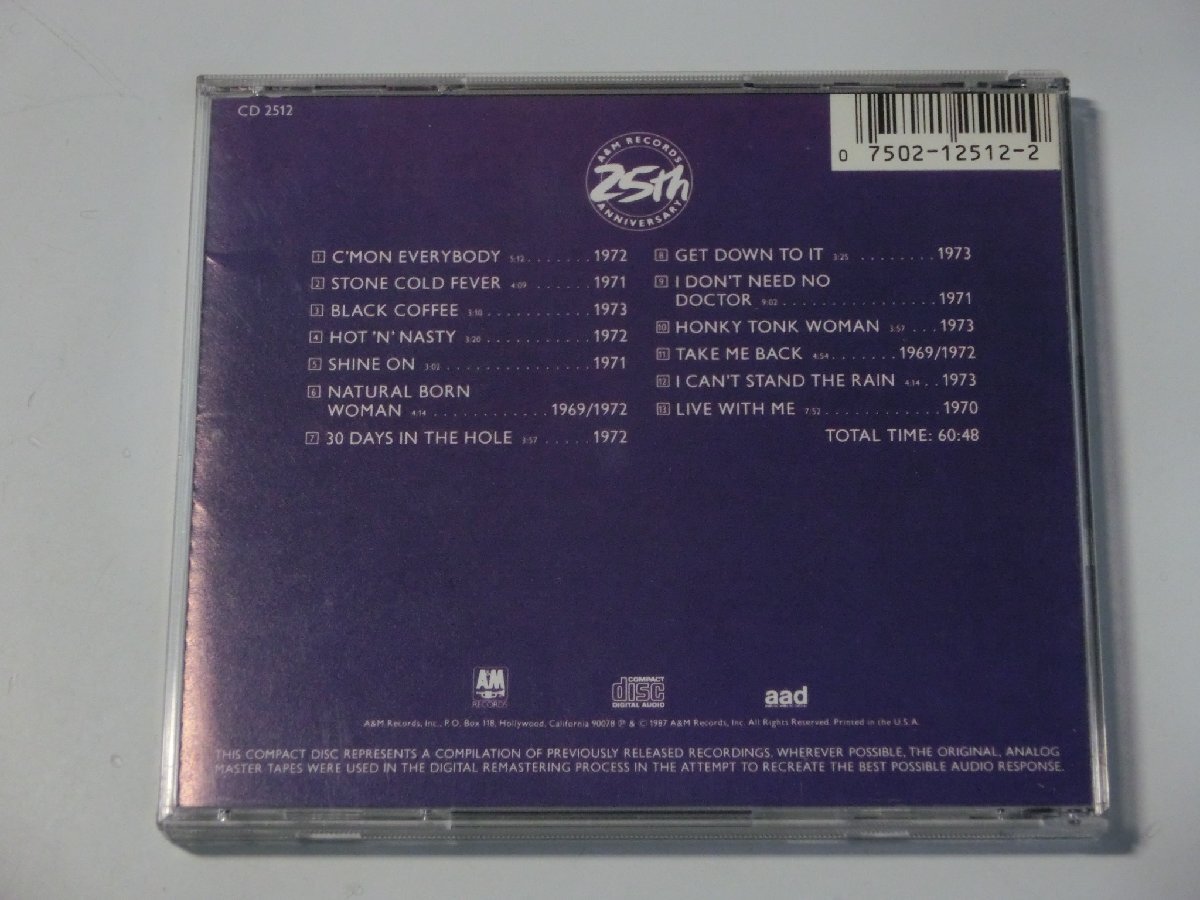 CD 2512
A&M RECORDS
25th
ANNIVERSARY
0 7502-12512-2
1 C'MON EVERYBODY 5:12 ....... 1972
2 STONE COLD FEVER 4:09 ...... 1971
3 BLACK COFFEE 3:10 ........... 1973
4 HOT 'N' NASTY 3:20 ........... 1972
5 SHINE ON 3:02 ............... 1971
6 NATURAL BORN
WOMAN 4:14 ............ 1969/1972
7 30 DAYS IN THE HOLE 3:57 ..... 1972
8 GET DOWN TO IT 3:25 ........ 1973
9 I DON'T NEED NO
DOCTOR 9:02 ............... 1971
10 HONKY TONK WOMAN 3:57 ... 1973
11 TAKE ME BACK 4:54 ....... 1969/1972
12 I CAN'T STAND THE RAIN 4:14 .. 1973
13 LIVE WITH ME 7:52 ............ 1970
TOTAL TIME: 60:48
A&M
RECORDS
COMPACT
disc
DIGITAL AUDIO
aad
A&M Records, Inc., P.O. Box 118, Hollywood, California 90078 ℗ & © 1987 A&M Records, Inc. All Rights Reserved. Printed in the U.S.A.
THIS COMPACT DISC REPRESENTS A COMPILATION OF PREVIOUSLY RELEASED RECORDINGS. WHEREVER POSSIBLE, THE ORIGINAL, ANALOG
MASTER TAPES WERE USED IN THE DIGITAL REMASTERING PROCESS IN THE ATTEMPT TO RECREATE THE BEST POSSIBLE AUDIO RESPONSE.